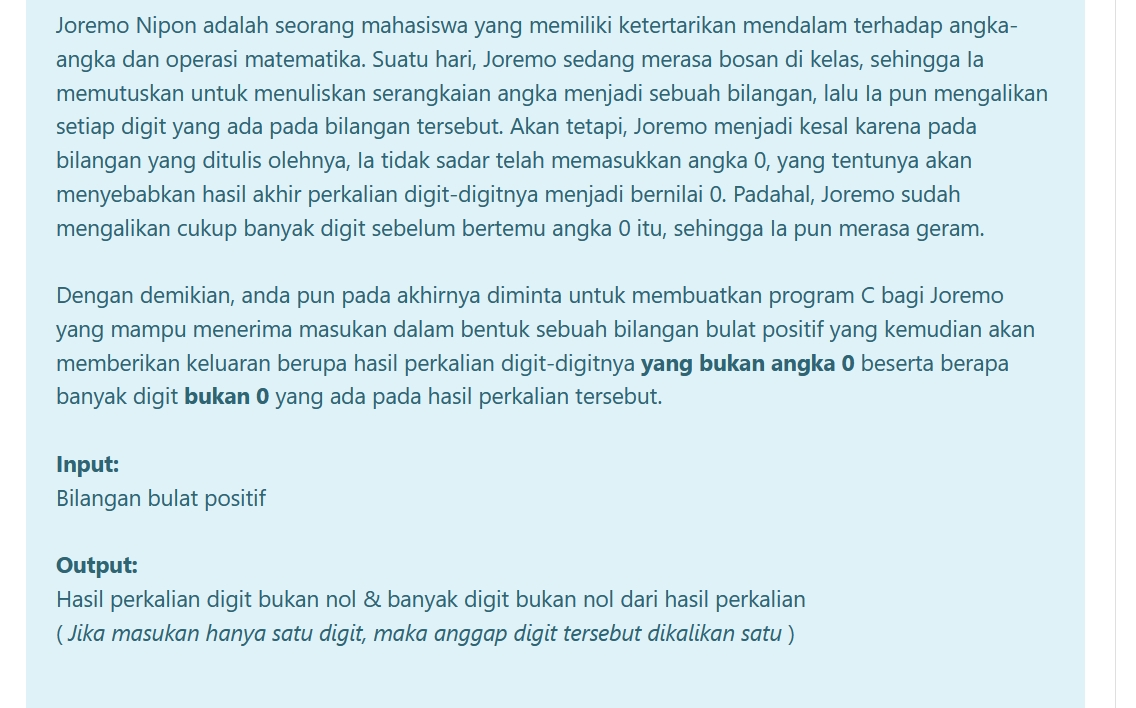 Joremo Nipon adalah seorang mahasiswa yang memiliki ketertarikan mendalam terhadap angka-
angka dan operasi matematika. Suatu hari, Joremo sedang merasa bosan di kelas, sehingga Ia
memutuskan untuk menuliskan serangkaian angka menjadi sebuah bilangan, lalu Ia pun mengalikan
setiap digit yang ada pada bilangan tersebut. Akan tetapi, Joremo menjadi kesal karena pada
bilangan yang ditulis olehnya, Ia tidak sadar telah memasukkan angka 0, yang tentunya akan
menyebabkan hasil akhir perkalian digit-digitnya menjadi bernilai 0. Padahal, Joremo sudah
mengalikan cukup banyak digit sebelum bertemu angka 0 itu, sehingga Ia pun merasa geram.
Dengan demikian, anda pun pada akhirnya diminta untuk membuatkan program C bagi Joremo
yang mampu menerima masukan dalam bentuk sebuah bilangan bulat positif yang kemudian akan
memberikan keluaran berupa hasil perkalian digit-digitnya yang bukan angka 0 beserta berapa
banyak digit bukan 0 yang ada pada hasil perkalian tersebut.
Input:
Bilangan bulat positif
Output:
Hasil perkalian digit bukan nol & banyak digit bukan nol dari hasil perkalian
( Jika masukan hanya satu digit, maka anggap digit tersebut dikalikan satu )